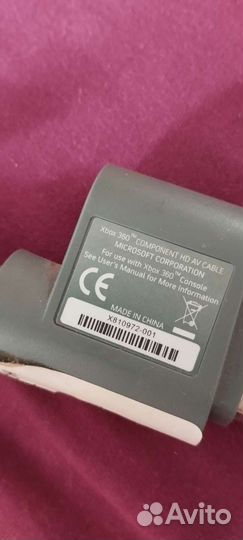 Xbox 360™ COMPONENT HD AV CABLE
MICROSOFT CORPORATION
For use with Xbox 360™ Console
See User's Manual for More Information
CE
MADE IN CHINA
X810972-001
Avito